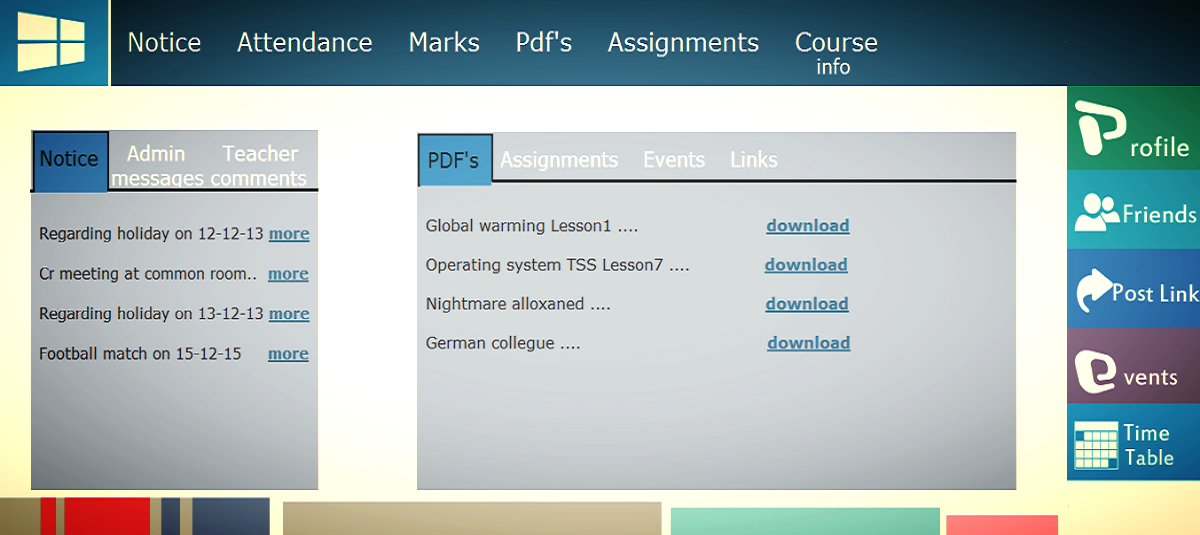 Notice Attendance Marks Pdf's Assignments Course
info
Notice Admin Teacher
messages comments
Regarding holiday on 12-12-13 more
Cr meeting at common room.. more
Regarding holiday on 13-12-13 more
Football match on 15-12-15 more
PDF's Assignments Events Links
Global warming Lesson1 .... download
Operating system TSS Lesson7 .... download
Nightmare alloxaned .... download
German collegue .... download
Profile
Friends
Post Link
events
Time
Table